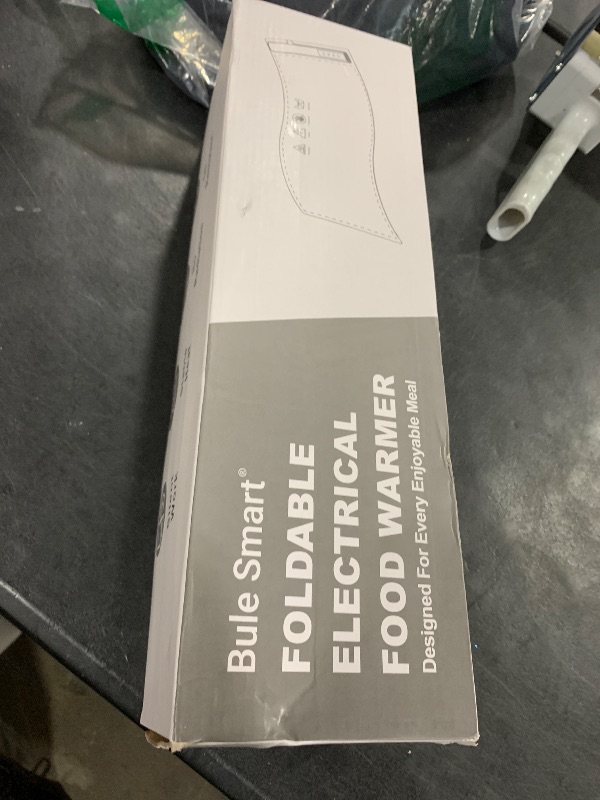 Bule Smart®
FOLDABLE
ELECTRICAL
FOOD WARMER
Designed For Every Enjoyable Meal